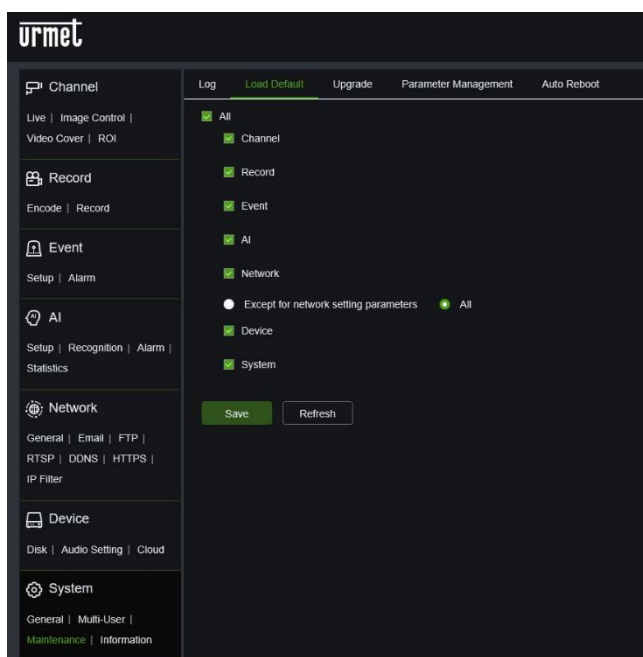 urmet
Channel
Live | Image Control |
Video Cover | ROI
Record
Encode | Record
Event
Setup | Alarm
AI
Setup | Recognition | Alarm |
Statistics
Network
General | Email | FTP |
RTSP | DDNS | HTTPS |
IP Filter
Device
Disk | Audio Setting | Cloud
System
General | Multi-User |
Maintenance | Information
Log Load Default Upgrade Parameter Management Auto Reboot
All
Channel
Record
Event
AI
Network
Except for network setting parameters All
Device
System
Save Refresh